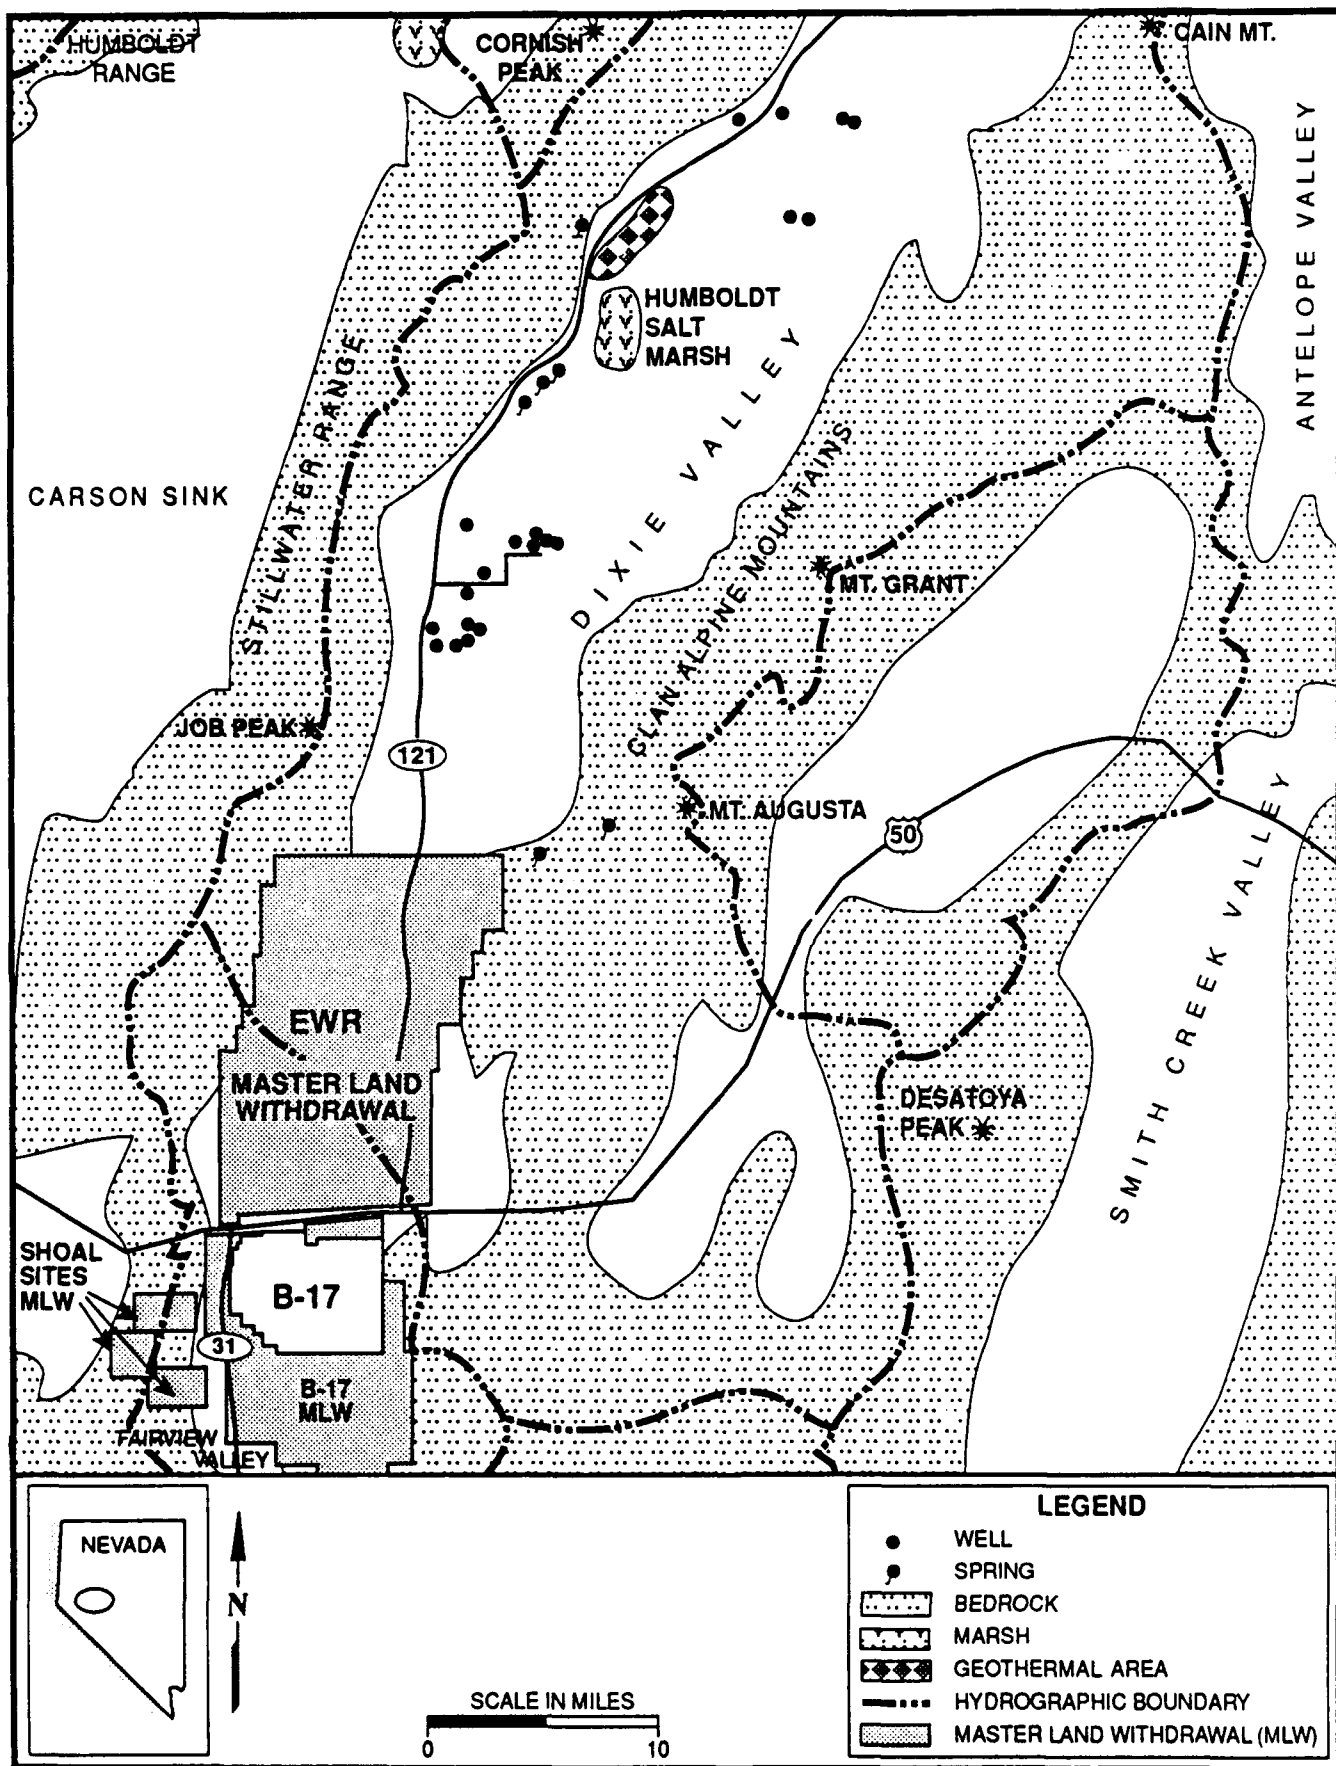 HUMBOLDT
RANGE
CORNISH
PEAK
CAIN MT.
ANTELOPE VALLEY
HUMBOLDT
SALT
MARSH
STILLWATER RANGE
DIXIE VALLEY
CARSON SINK
CLAN ALPINE MOUNTAINS
MT. GRANT
JOB PEAK
121
MT. AUGUSTA
50
SMITH CREEK VALLEY
EWR
MASTER LAND
WITHDRAWAL
DESATOYA
PEAK
SHOAL
SITES
MLW
B-17
31
B-17
MLW
FAIRVIEW
VALLEY
NEVADA
N
SCALE IN MILES
0 10
LEGEND
WELL
SPRING
BEDROCK
MARSH
GEOTHERMAL AREA
HYDROGRAPHIC BOUNDARY
MASTER LAND WITHDRAWAL (MLW)